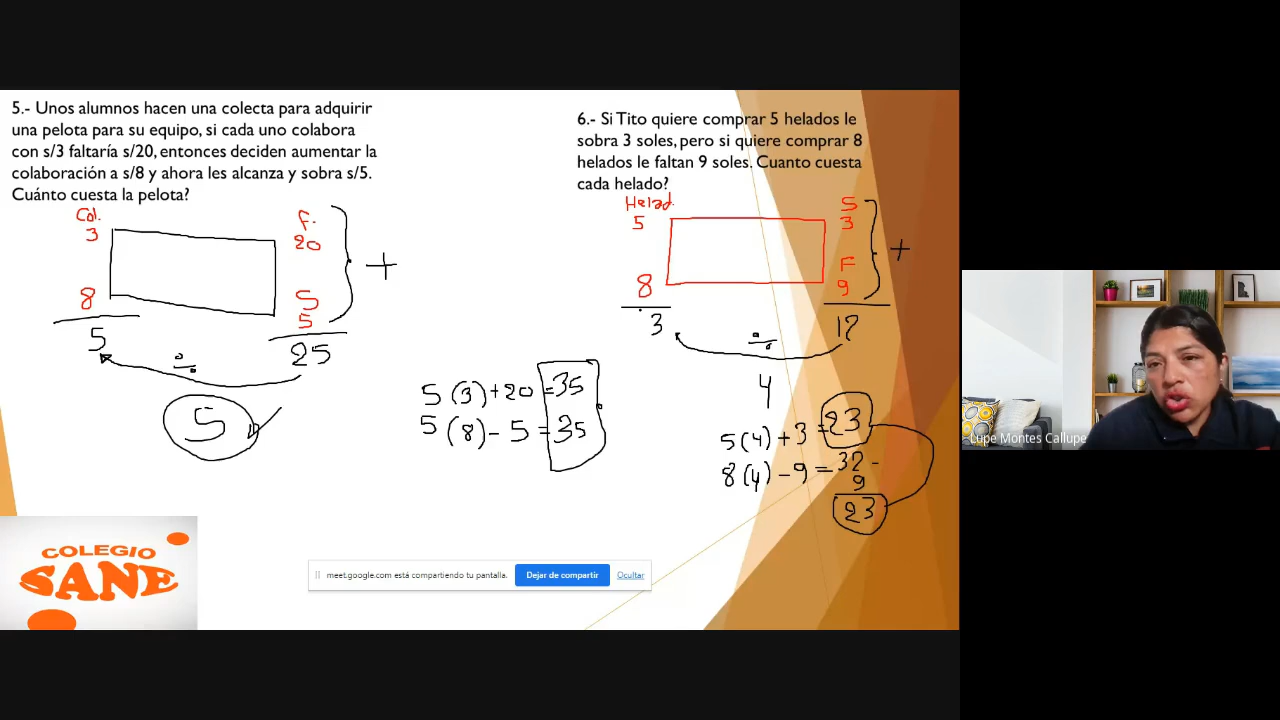 5.- Unos alumnos hacen una colecta para adquirir
una pelota para su equipo, si cada uno colabora
con s/3 faltaría s/20, entonces deciden aumentar la
colaboración a s/8 y ahora les alcanza y sobra s/5.
Cuánto cuesta la pelota?
Col.
3
F.
20
+
8
S
5
5
25
÷
5
5 (3) + 20 = 35
5 (8) - 5 = 35
6.- Si Tito quiere comprar 5 helados le
sobra 3 soles, pero si quiere comprar 8
helados le faltan 9 soles. Cuanto cuesta
cada helado?
Helad.
5
S
3
+
8
F
9
3
12
÷
4
5(4) + 3 = 23
8(4) - 9 = 32 -
9
23
Lupe Montes Callupe
COLEGIO
SANE
meet.google.com está compartiendo tu pantalla.
Dejar de compartir
Ocultar